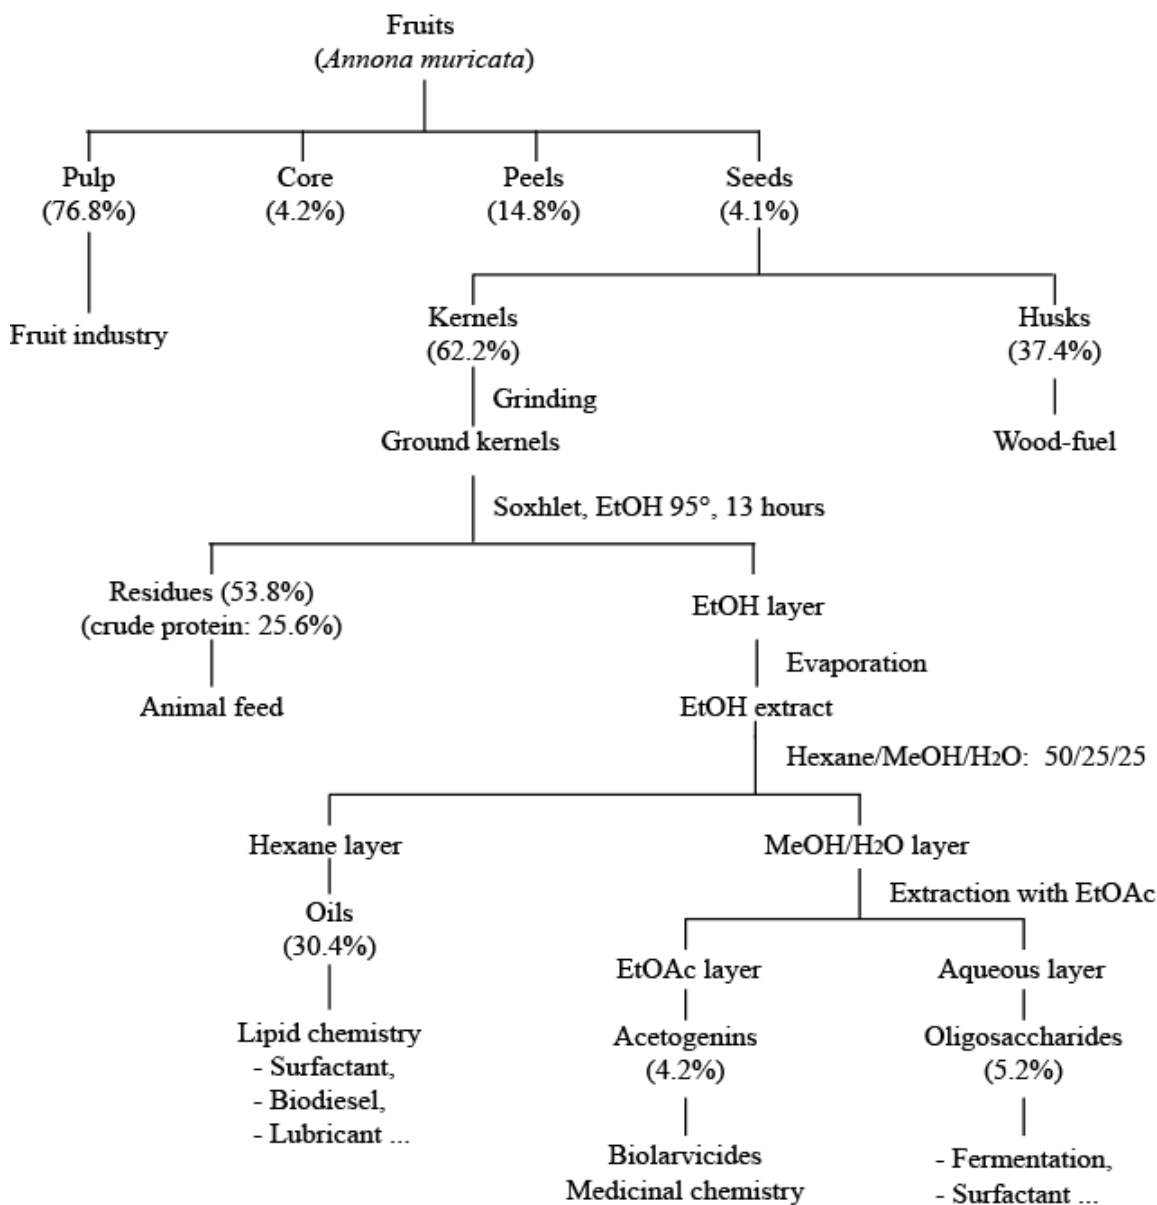 Fruits
(Annona muricata)
Pulp
(76.8%)
Core
(4.2%)
Peels
(14.8%)
Seeds
(4.1%)
Fruit industry
Kernels
(62.2%)
Husks
(37.4%)
Grinding
Ground kernels
Wood-fuel
Soxhlet, EtOH 95°, 13 hours
Residues (53.8%)
(crude protein: 25.6%)
EtOH layer
Evaporation
Animal feed
EtOH extract
Hexane/MeOH/H2O: 50/25/25
Hexane layer
MeOH/H2O layer
Extraction with EtOAc
Oils
(30.4%)
EtOAc layer
Aqueous layer
Lipid chemistry
- Surfactant,
- Biodiesel,
- Lubricant ...
Acetogenins
(4.2%)
Oligosaccharides
(5.2%)
Biolarvicides
Medicinal chemistry
- Fermentation,
- Surfactant ...